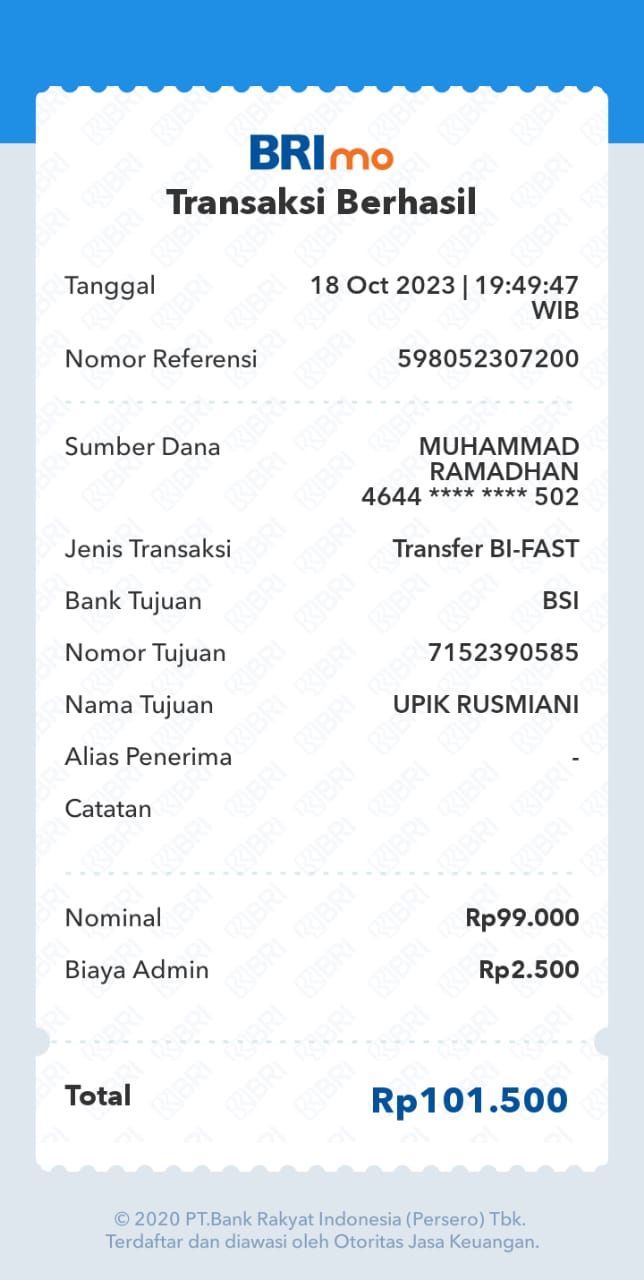 BRImo
Transaksi Berhasil
Tanggal 18 Oct 2023 | 19:49:47
WIB
Nomor Referensi 598052307200
Sumber Dana MUHAMMAD
RAMADHAN
4644 **** **** 502
Jenis Transaksi Transfer BI-FAST
Bank Tujuan BSI
Nomor Tujuan 7152390585
Nama Tujuan UPIK RUSMIANI
Alias Penerima -
Catatan
Nominal Rp99.000
Biaya Admin Rp2.500
Total Rp101.500
© 2020 PT.Bank Rakyat Indonesia (Persero) Tbk.
Terdaftar dan diawasi oleh Otoritas Jasa Keuangan.